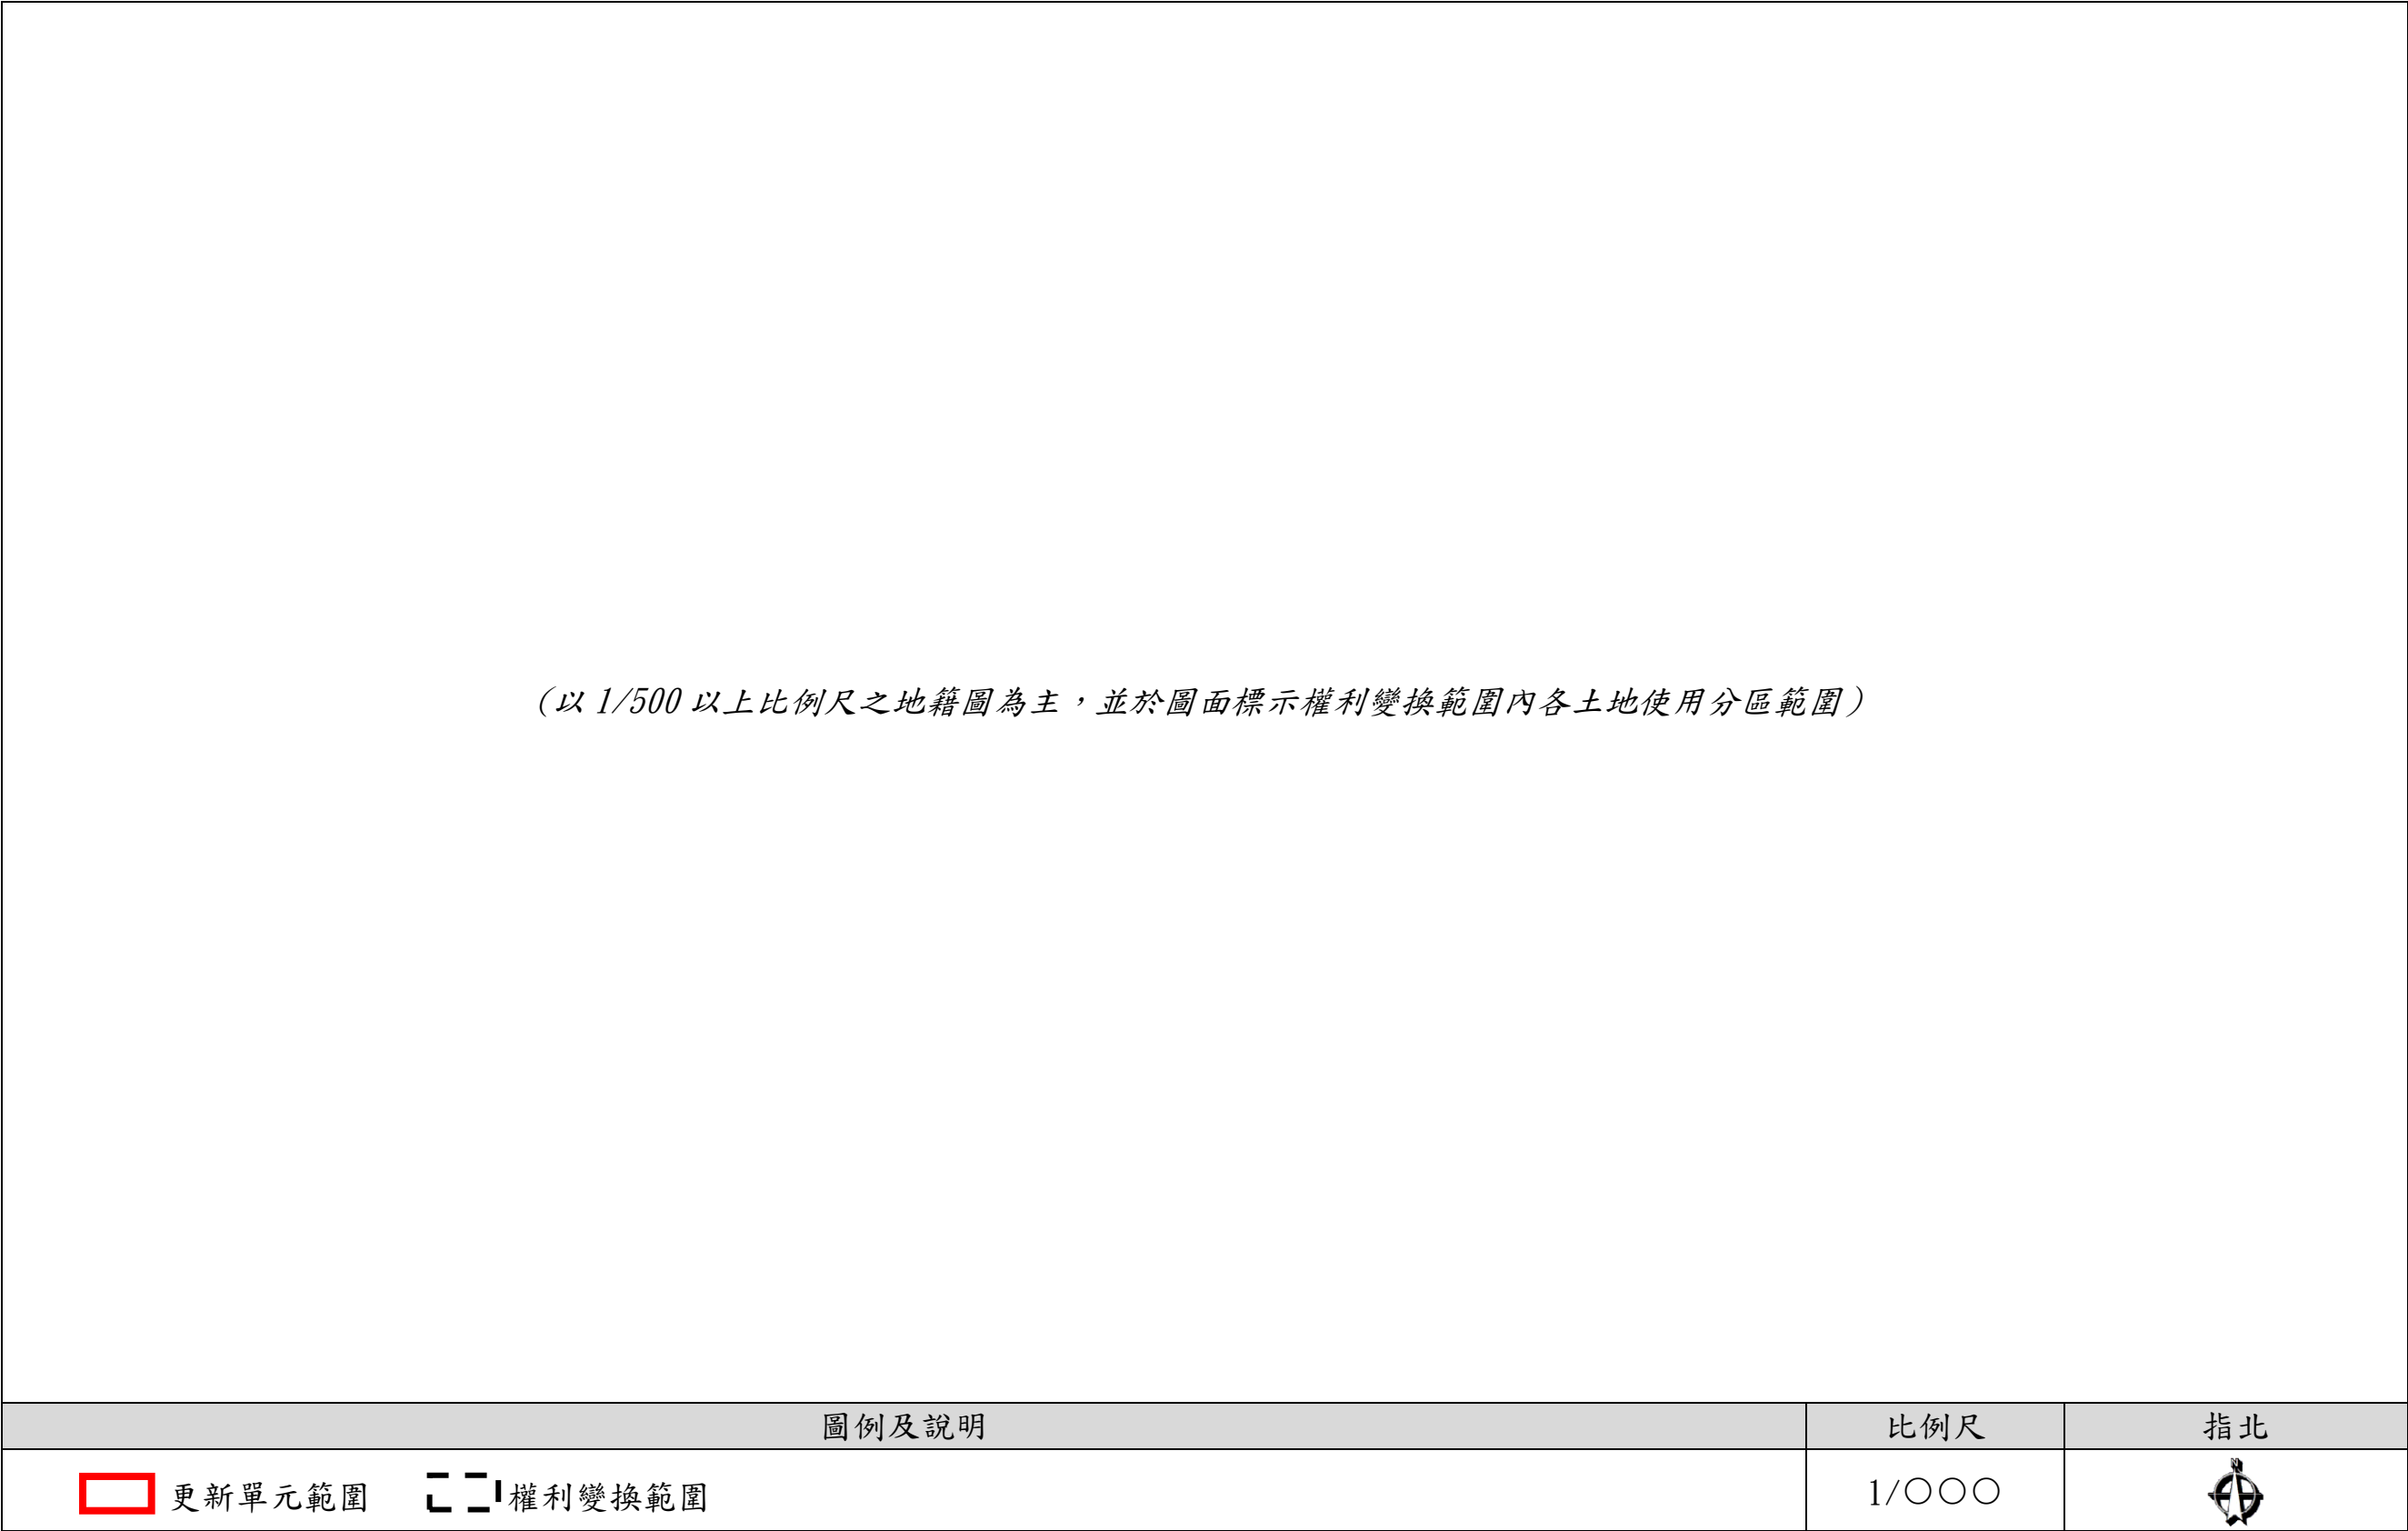 (以 1/500 以上比例尺之地籍圖為主，並於圖面標示權利變換範圍內各土地使用分區範圍)
圖例及說明 比例尺 指北
更新單元範圍 權利變換範圍 1/○○○ N